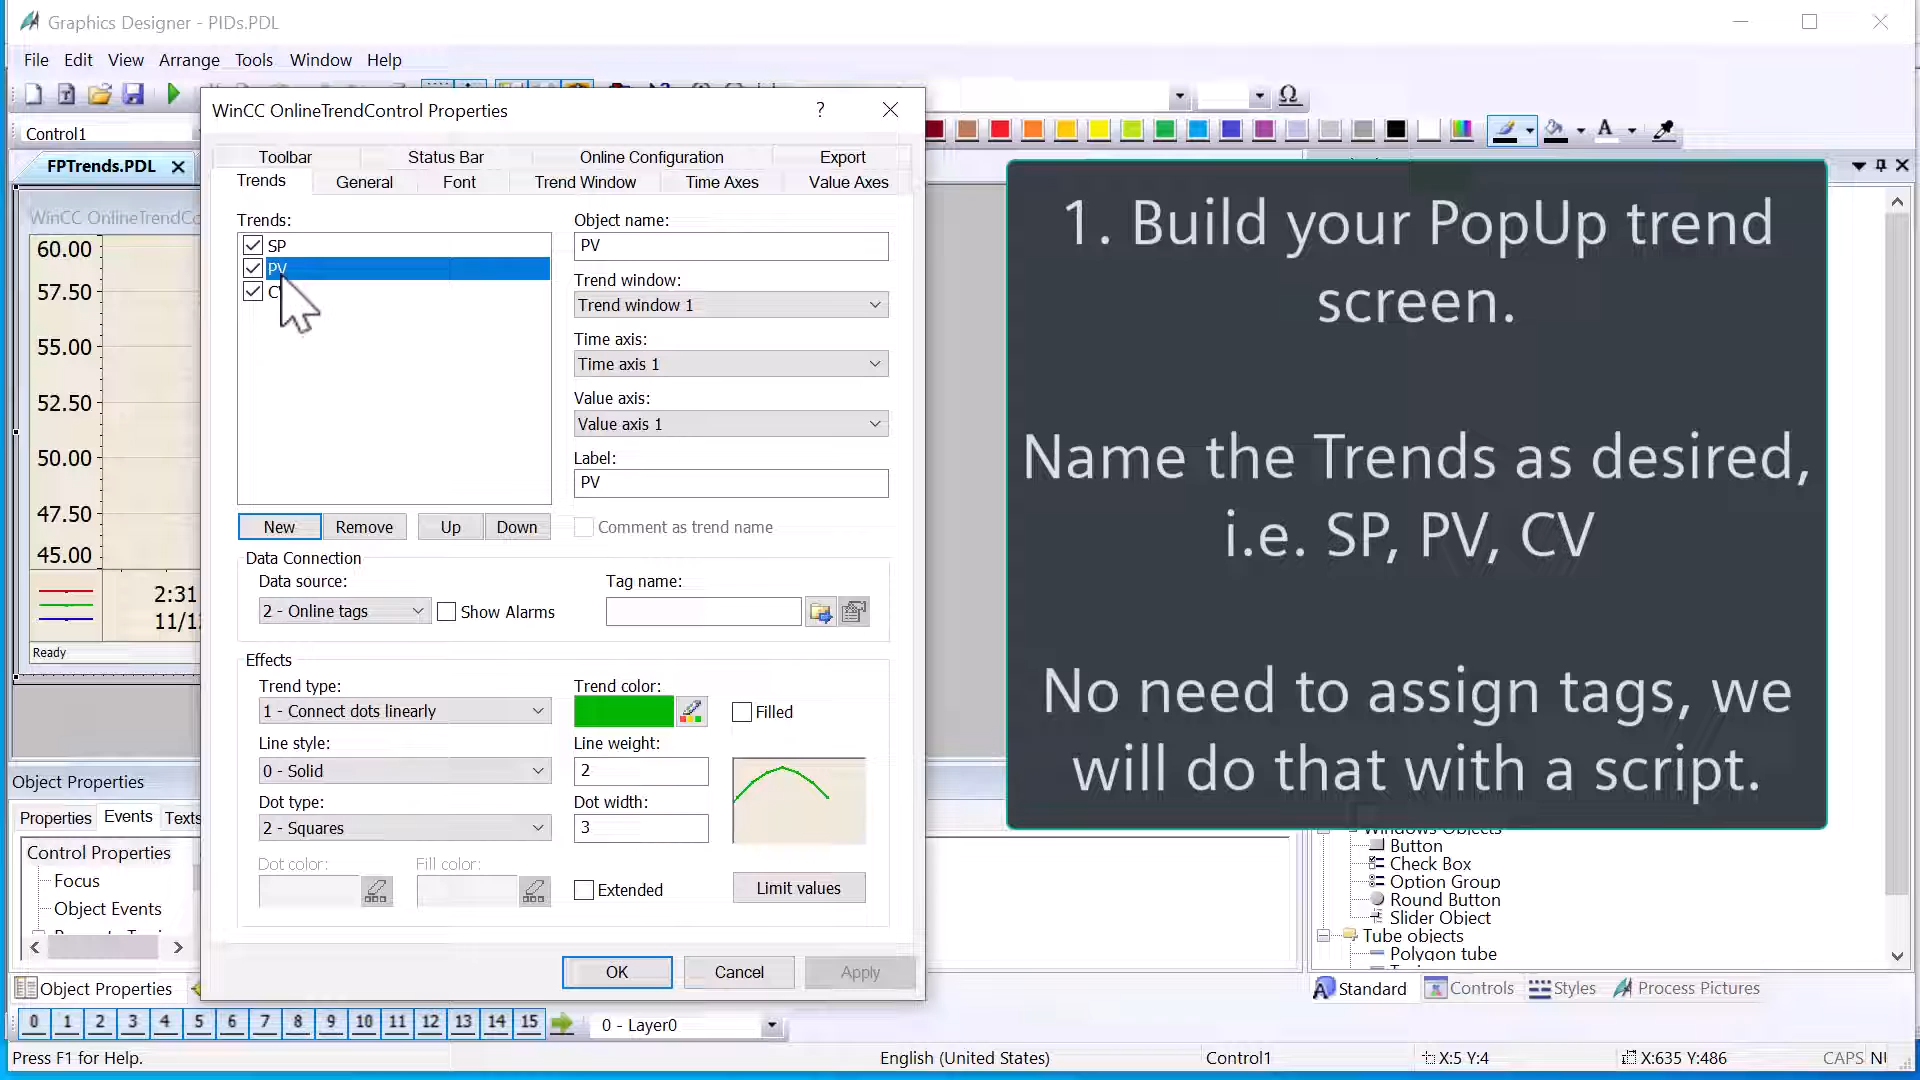 Graphics Designer - PIDs.PDL
File Edit View Arrange Tools Window Help
Control1
FPTrends.PDL
WinCC OnlineTrendCo
60.00
57.50
55.00
52.50
50.00
47.50
45.00
2:31
11/1
Ready
WinCC OnlineTrendControl Properties
?
Toolbar Status Bar Online Configuration Export
Trends General Font Trend Window Time Axes Value Axes
Trends:
SP
PV
C
New Remove Up Down
Object name:
PV
Trend window:
Trend window 1
Time axis:
Time axis 1
Value axis:
Value axis 1
Label:
PV
Comment as trend name
Data Connection
Data source:
2 - Online tags
Show Alarms
Tag name:
Effects
Trend type:
1 - Connect dots linearly
Trend color:
Filled
Line style:
0 - Solid
Line weight:
2
Dot type:
2 - Squares
Dot width:
3
Dot color: Fill color:
Extended
Limit values
OK Cancel Apply
1. Build your PopUp trend
screen.
Name the Trends as desired,
i.e. SP, PV, CV
No need to assign tags, we
will do that with a script.
Object Properties
Properties Events Texts
Control Properties
Focus
Object Events
Object Properties
Windows Objects
Button
Check Box
Option Group
Round Button
Slider Object
Tube objects
Polygon tube
Standard Controls Styles Process Pictures
0 1 2 3 4 5 6 7 8 9 10 11 12 13 14 15
0 - Layer0
Press F1 for Help. English (United States) Control1 X:5 Y:4 X:635 Y:486 CAPS